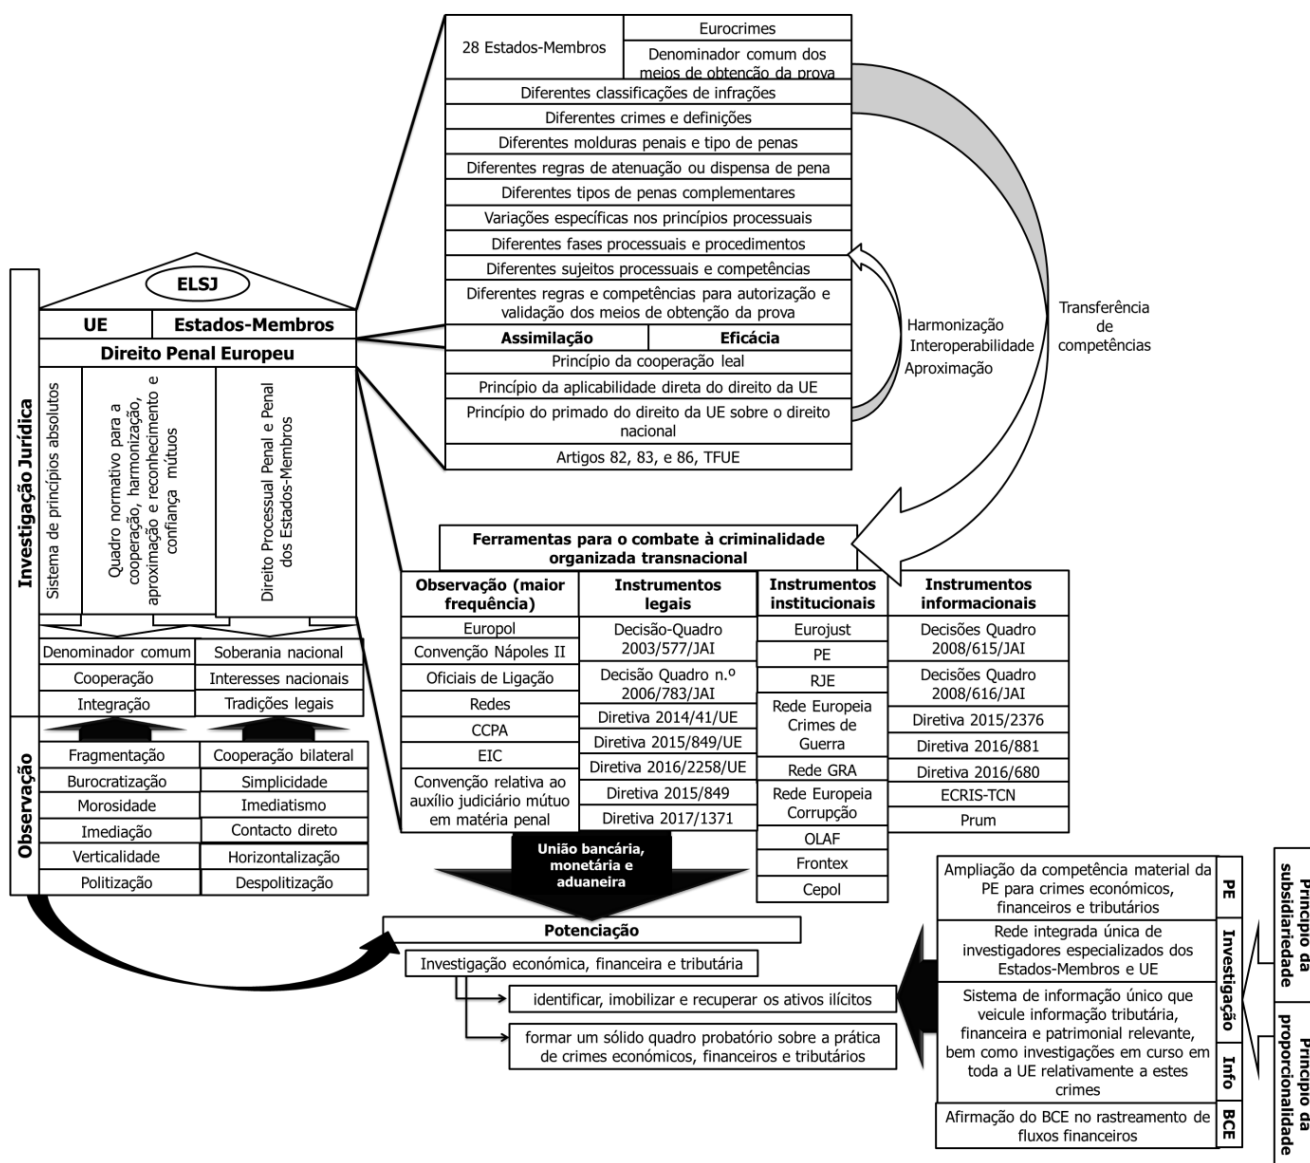 28 Estados-Membros
Eurocrimes
Denominador comum dos
meios de obtenção da prova
Diferentes classificações de infrações
Diferentes crimes e definições
Diferentes molduras penais e tipo de penas
Diferentes regras de atenuação ou dispensa de pena
Diferentes tipos de penas complementares
Variações específicas nos princípios processuais
Diferentes fases processuais e procedimentos
Diferentes sujeitos processuais e competências
Diferentes regras e competências para autorização e
validação dos meios de obtenção da prova
Assimilação
Eficácia
Princípio da cooperação leal
Princípio da aplicabilidade direta do direito da UE
Princípio do primado do direito da UE sobre o direito
nacional
Artigos 82, 83, e 86, TFUE
Harmonização
Interoperabilidade
Aproximação
Transferência
de
competências
Investigação Jurídica
ELSJ
UE
Estados-Membros
Direito Penal Europeu
Sistema de princípios absolutos
Quadro normativo para a
cooperação, harmonização,
aproximação e reconhecimento e
confiança mútuos
Direito Processual Penal e Penal
dos Estados-Membros
Denominador comum
Soberania nacional
Cooperação
Interesses nacionais
Integração
Tradições legais
Observação
Fragmentação
Cooperação bilateral
Burocratização
Simplicidade
Morosidade
Imediatismo
Imediação
Contacto direto
Verticalidade
Horizontalização
Politização
Despolitização
Ferramentas para o combate à criminalidade
organizada transnacional
Observação (maior
frequência)
Europol
Convenção Nápoles II
Oficiais de Ligação
Redes
CCPA
EIC
Convenção relativa ao
auxílio judiciário mútuo
em matéria penal
Instrumentos
legais
Decisão-Quadro
2003/577/JAI
Decisão Quadro n.º
2006/783/JAI
Diretiva 2014/41/UE
Diretiva 2015/849/UE
Diretiva 2016/2258/UE
Diretiva 2015/849
Diretiva 2017/1371
Instrumentos
institucionais
Eurojust
PE
RJE
Rede Europeia
Crimes de
Guerra
Rede GRA
Rede Europeia
Corrupção
OLAF
Frontex
Cepol
Instrumentos
informacionais
Decisões Quadro
2008/615/JAI
Decisões Quadro
2008/616/JAI
Diretiva 2015/2376
Diretiva 2016/881
Diretiva 2016/680
ECRIS-TCN
Prum
União bancária,
monetária e
aduaneira
Potenciação
Investigação económica, financeira e tributária
identificar, imobilizar e recuperar os ativos ilícitos
formar um sólido quadro probatório sobre a prática
de crimes económicos, financeiros e tributários
Ampliação da competência material da
PE para crimes económicos,
financeiros e tributários
PE
Rede integrada única de
investigadores especializados dos
Estados-Membros e UE
Investigação
Sistema de informação único que
veicule informação tributária,
financeira e patrimonial relevante,
bem como investigações em curso em
toda a UE relativamente a estes
crimes
Info
Afirmação do BCE no rastreamento de
fluxos financeiros
BCE
Princípio da
subsidiariedade
Princípio da
proporcionalidade